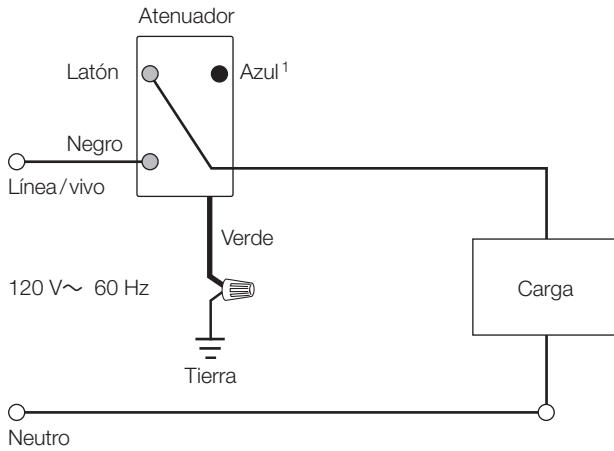 Atenuador
Latón
Azul¹
Negro
Línea/vivo
Verde
120 V~ 60 Hz
Carga
Tierra
Neutro